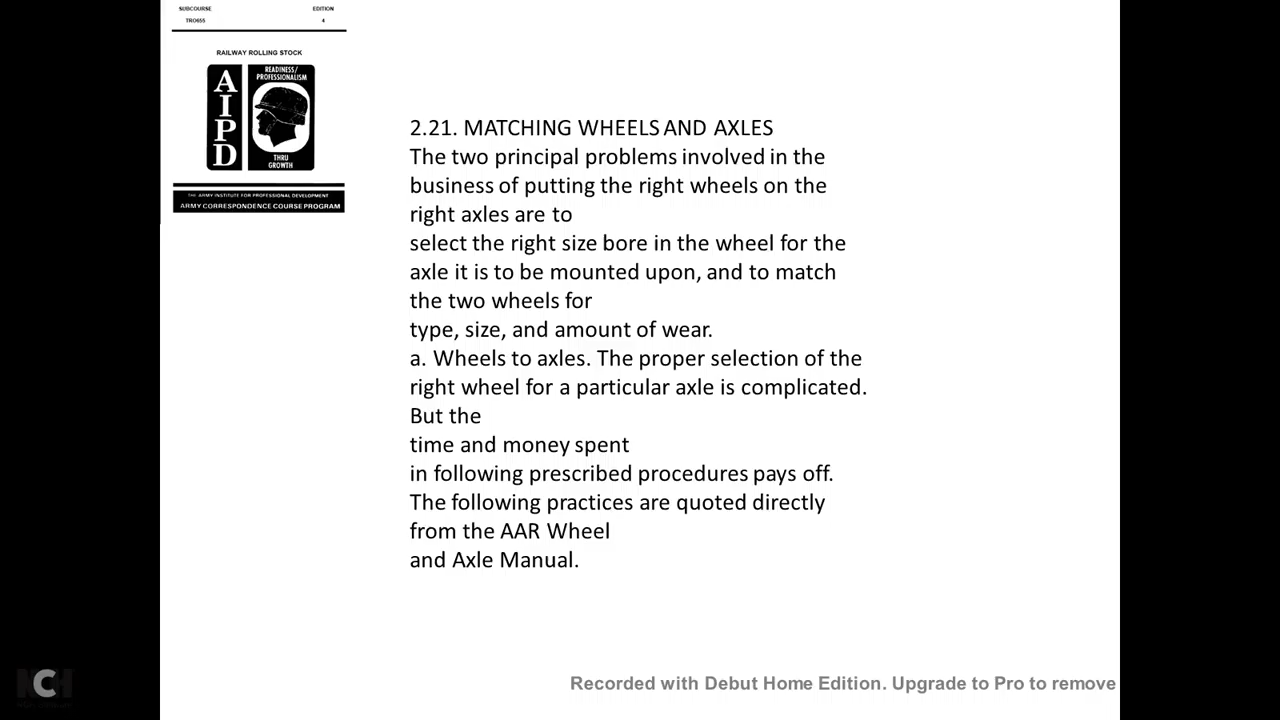 SUBCOURSE EDITION
TRO655 4
RAILWAY ROLLING STOCK
AIPD
READINESS/
PROFESSIONALISM
THRU
GROWTH
THE ARMY INSTITUTE FOR PROFESSIONAL DEVELOPMENT
ARMY CORRESPONDENCE COURSE PROGRAM
2.21. MATCHING WHEELS AND AXLES
The two principal problems involved in the
business of putting the right wheels on the
right axles are to
select the right size bore in the wheel for the
axle it is to be mounted upon, and to match
the two wheels for
type, size, and amount of wear.
a. Wheels to axles. The proper selection of the
right wheel for a particular axle is complicated.
But the
time and money spent
in following prescribed procedures pays off.
The following practices are quoted directly
from the AAR Wheel
and Axle Manual.
NCH
Recorded with Debut Home Edition. Upgrade to Pro to remove